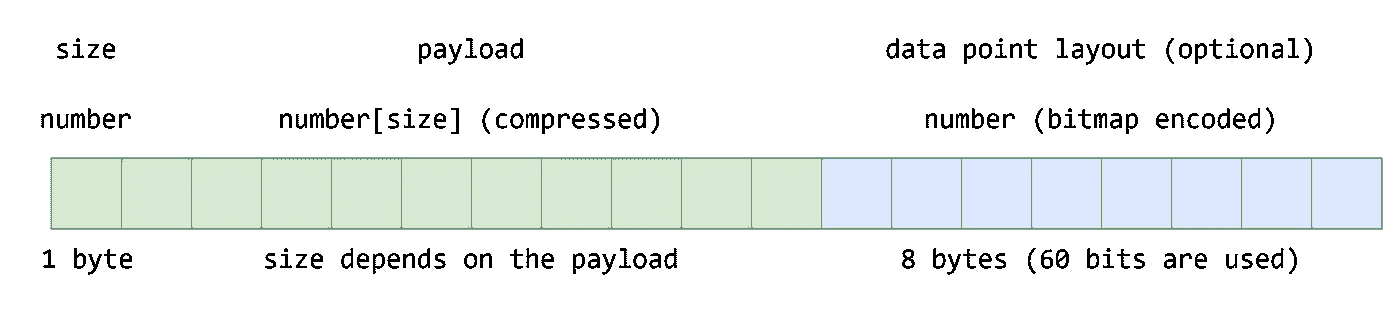 size payload data point layout (optional)
number number[size] (compressed) number (bitmap encoded)
1 byte size depends on the payload 8 bytes (60 bits are used)